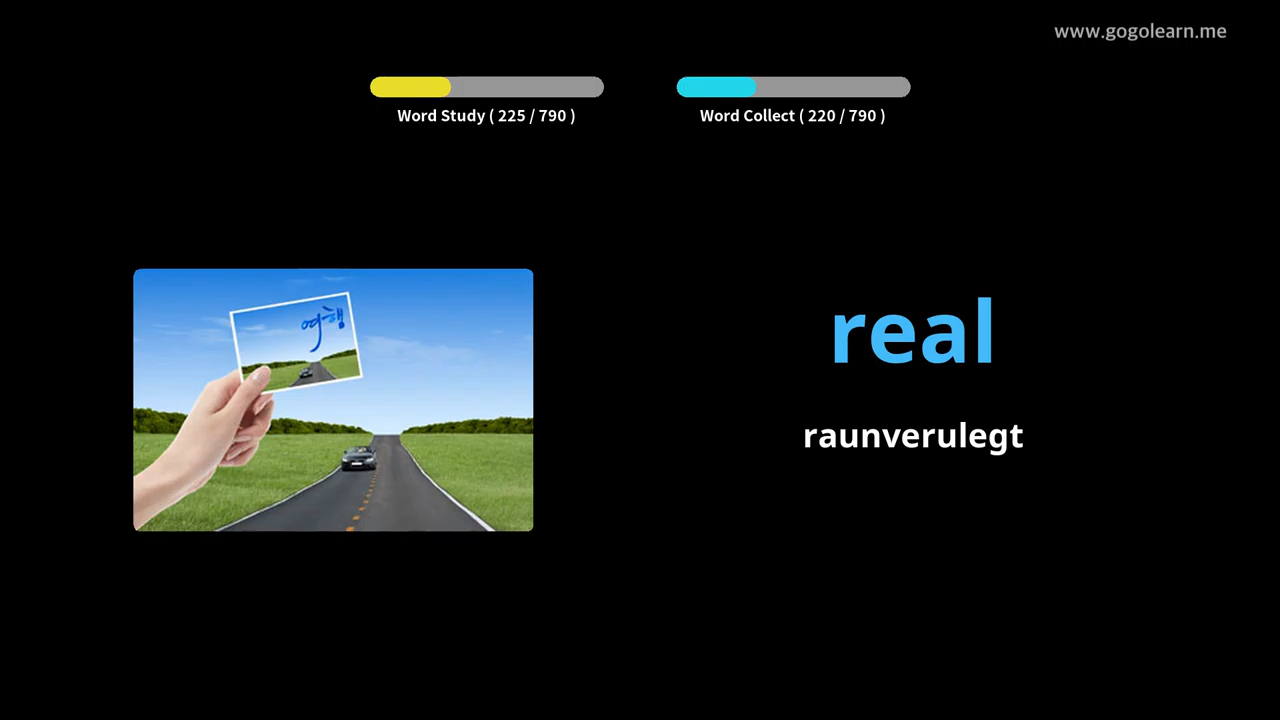 www.gogolearn.me
Word Study ( 225 / 790 )
Word Collect ( 220 / 790 )
여행
real
raunverulegt